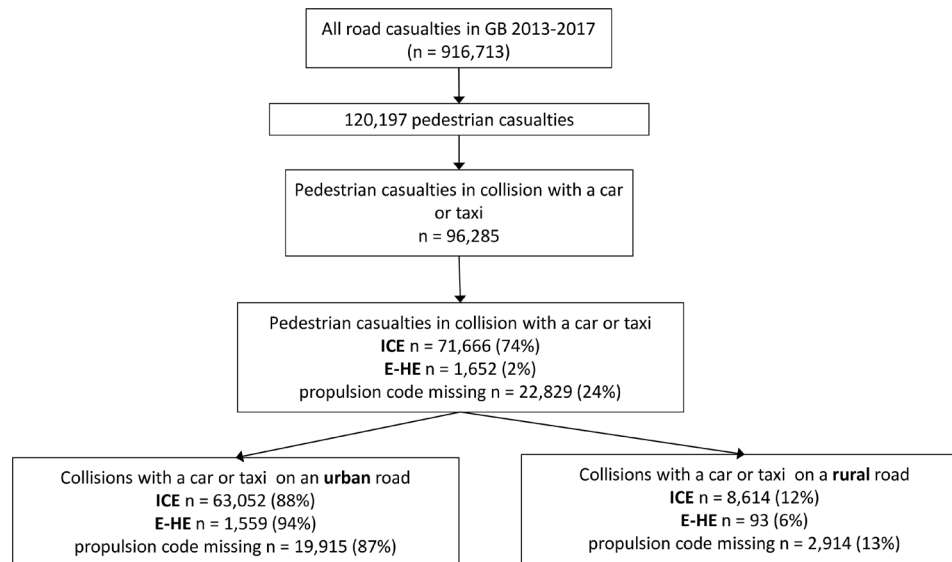 All road casualties in GB 2013-2017
(n = 916,713)
120,197 pedestrian casualties
Pedestrian casualties in collision with a car
or taxi
n = 96,285
Pedestrian casualties in collision with a car or taxi
ICE n = 71,666 (74%)
E-HE n = 1,652 (2%)
propulsion code missing n = 22,829 (24%)
Collisions with a car or taxi on an urban road
ICE n = 63,052 (88%)
E-HE n = 1,559 (94%)
propulsion code missing n = 19,915 (87%)
Collisions with a car or taxi on a rural road
ICE n = 8,614 (12%)
E-HE n = 93 (6%)
propulsion code missing n = 2,914 (13%)